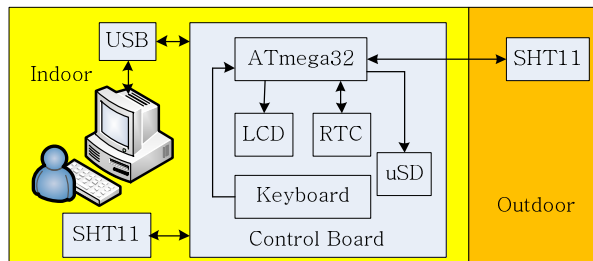 USB
ATmega32
SHT11
Indoor
LCD
RTC
uSD
Keyboard
Outdoor
SHT11
Control Board